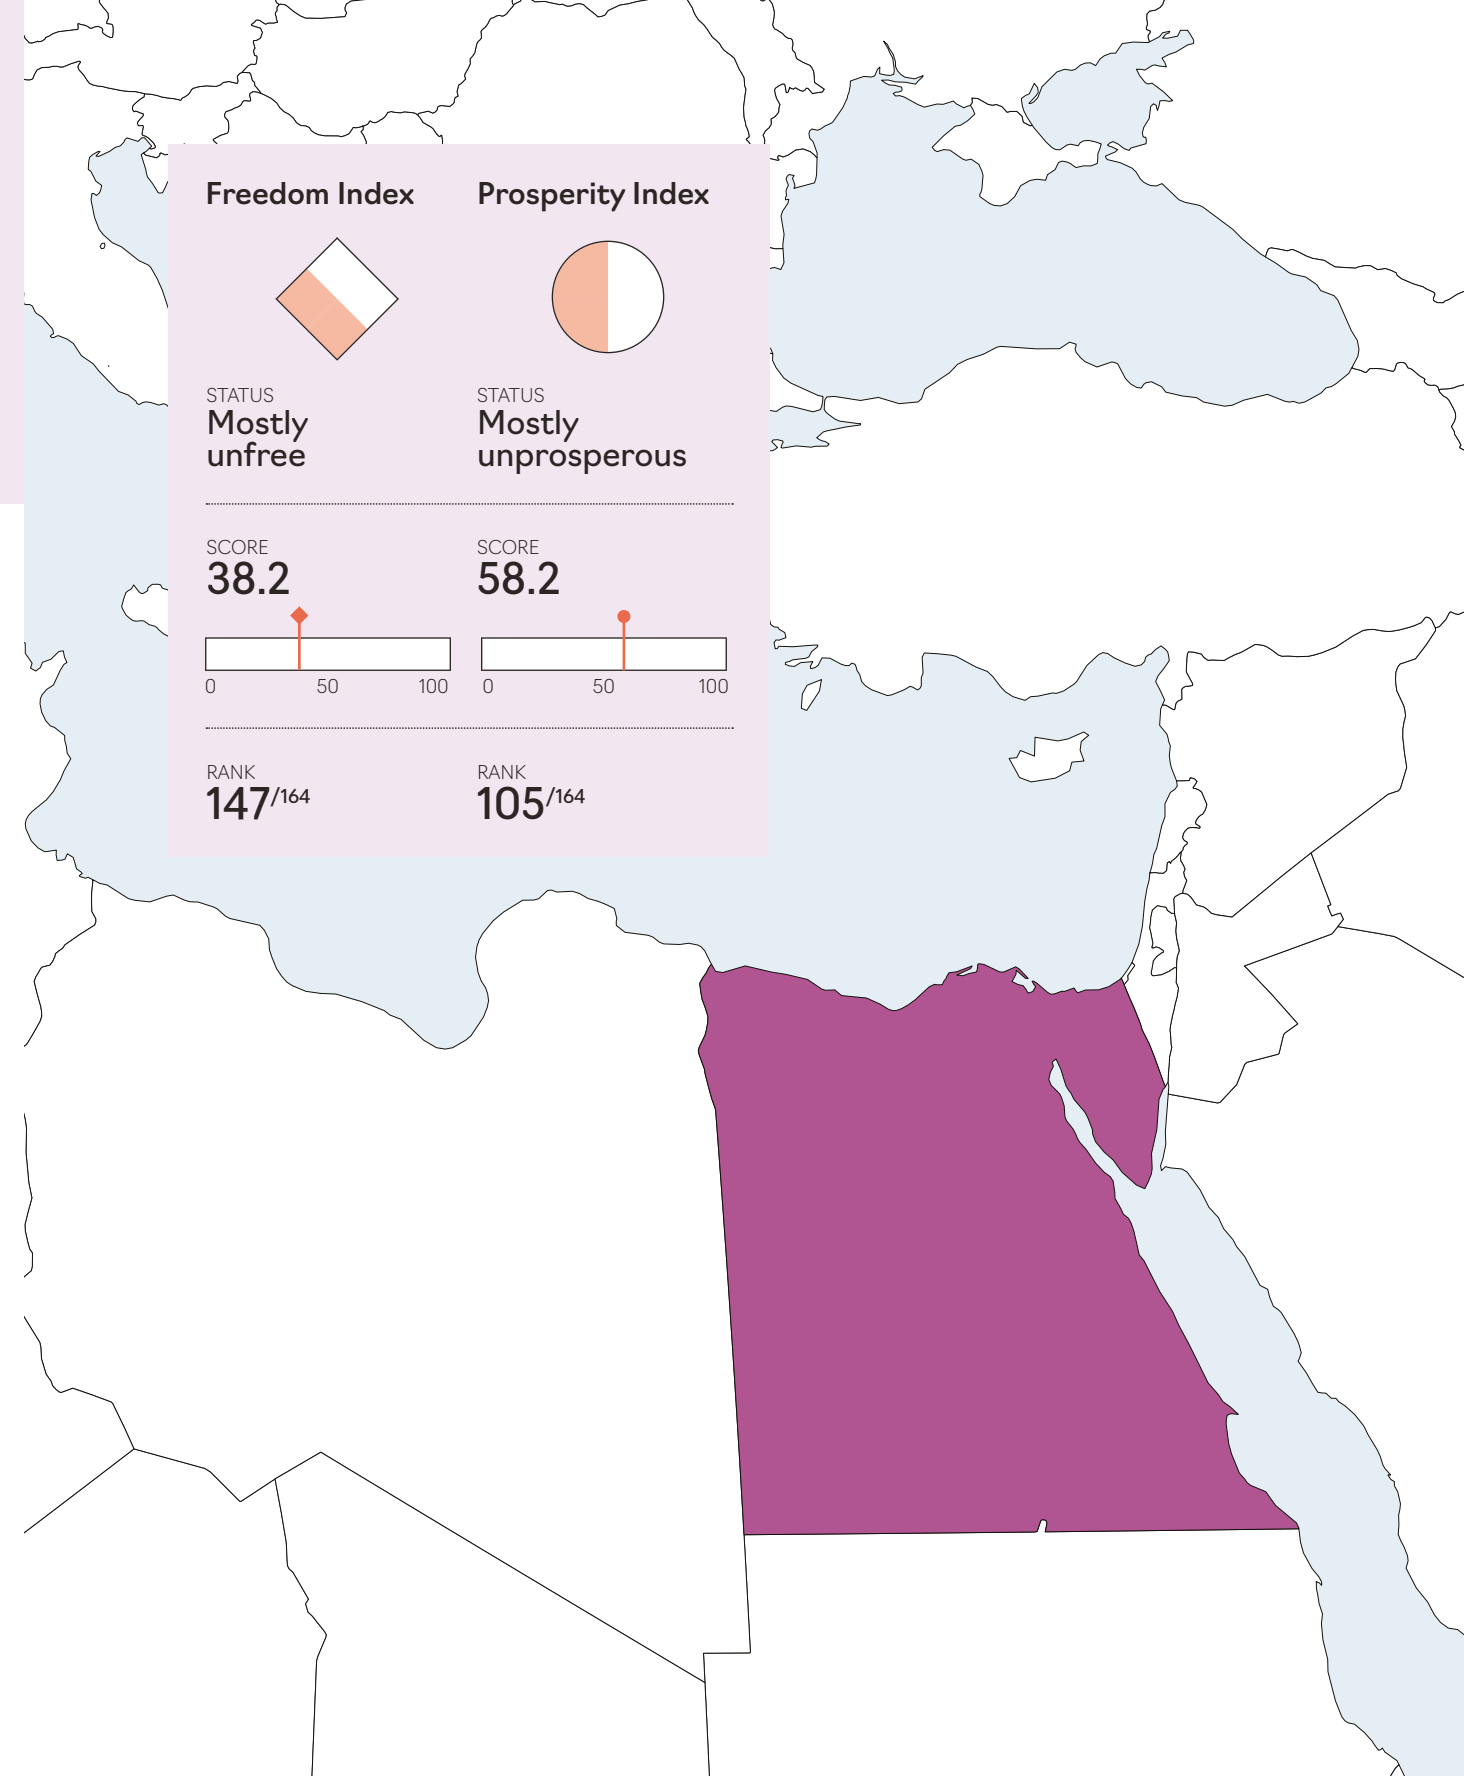 Freedom Index
STATUS
Mostly
unfree
SCORE
38.2
0 50 100
RANK
147/164
Prosperity Index
STATUS
Mostly
unprosperous
SCORE
58.2
0 50 100
RANK
105/164